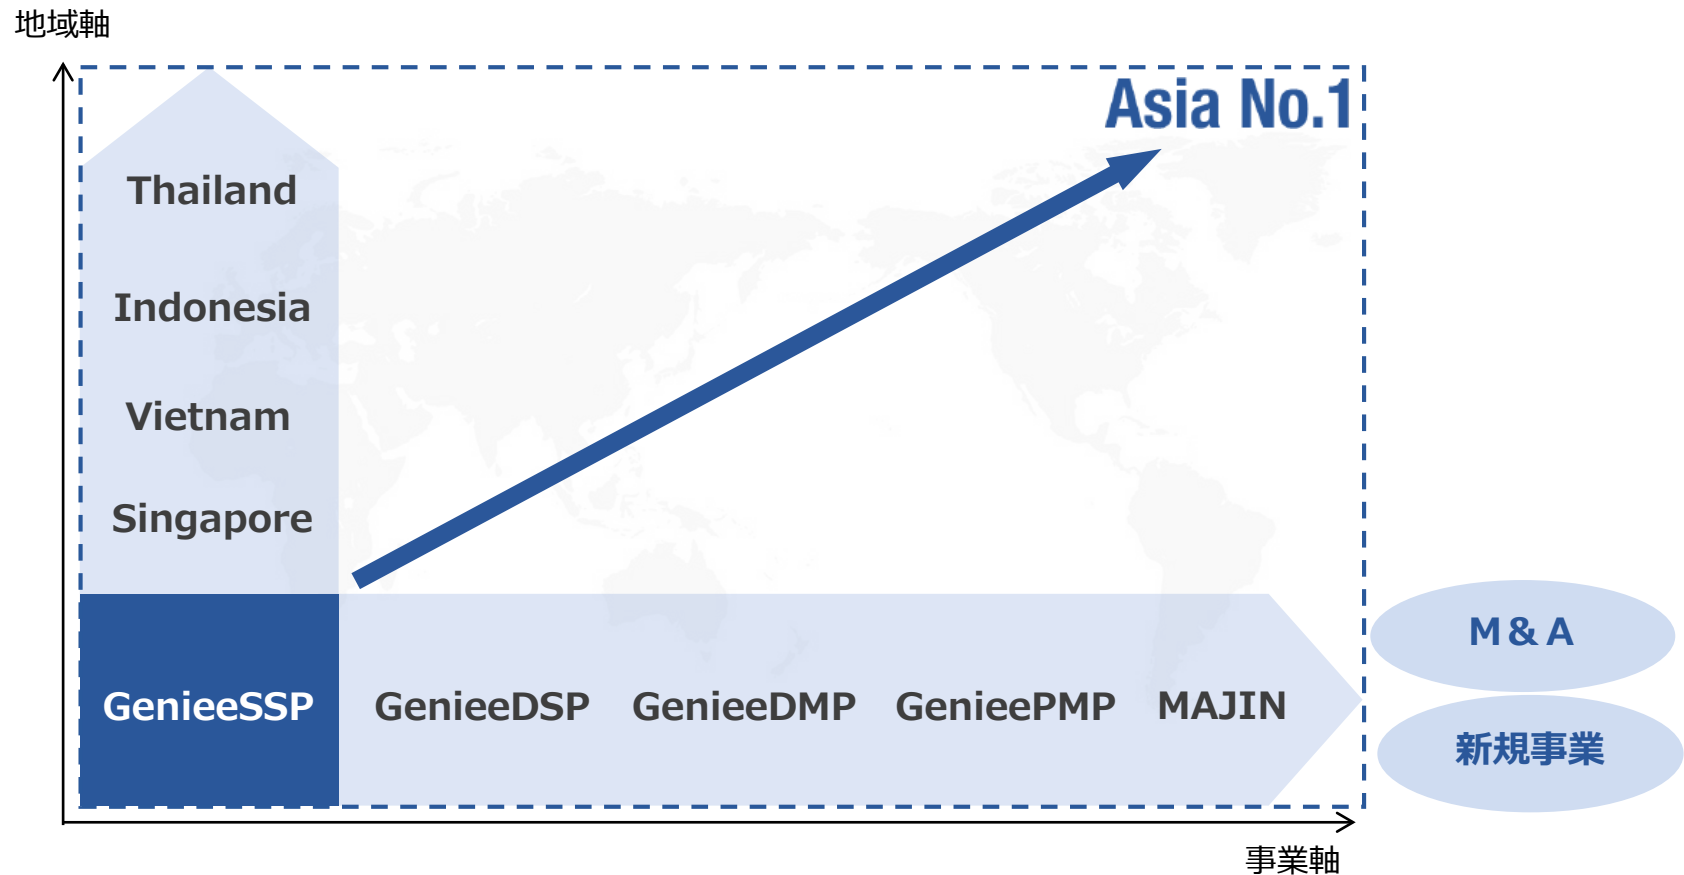 地域軸
Asia No.1
Thailand
Indonesia
Vietnam
Singapore
GenieeSSP
GenieeDSP
GenieeDMP
GenieePMP
MAJIN
M&A
新規事業
事業軸